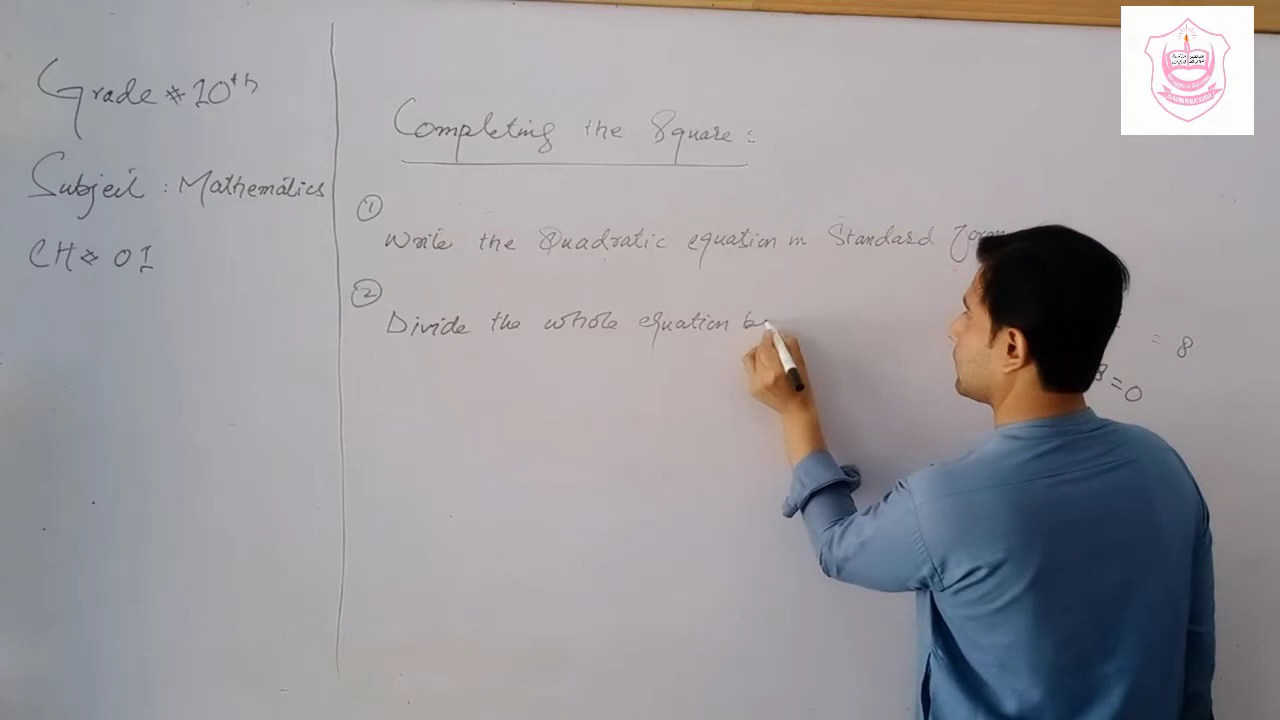 Grade # 10th
Subject : Mathematics
CH # 01
Completing the Square :
①
Write the Quadratic equation in Standard Form
②
Divide the whole equation by
= 8
8 = 0